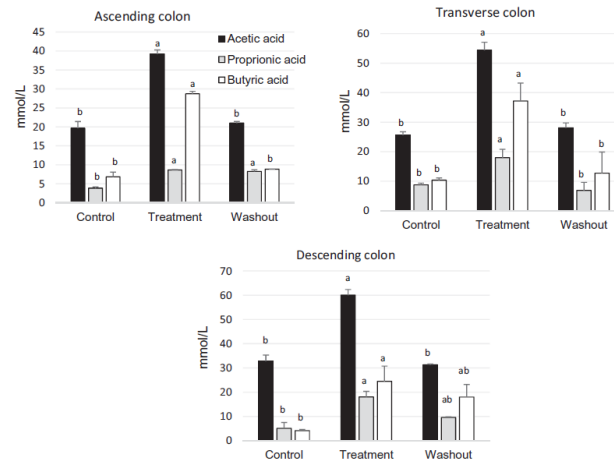 Ascending colon
45
40
35
30
25
20
15
10
5
0
mmol/L
Acetic acid
Proprionic acid
Butyric acid
b b b
a a a
b a b
Control Treatment Washout
Transverse colon
60
50
40
30
20
10
0
mmol/L
b b b
a a a
b b b
Control Treatment Washout
Descending colon
70
60
50
40
30
20
10
0
mmol/L
b b b
a a a
b ab ab
Control Treatment Washout